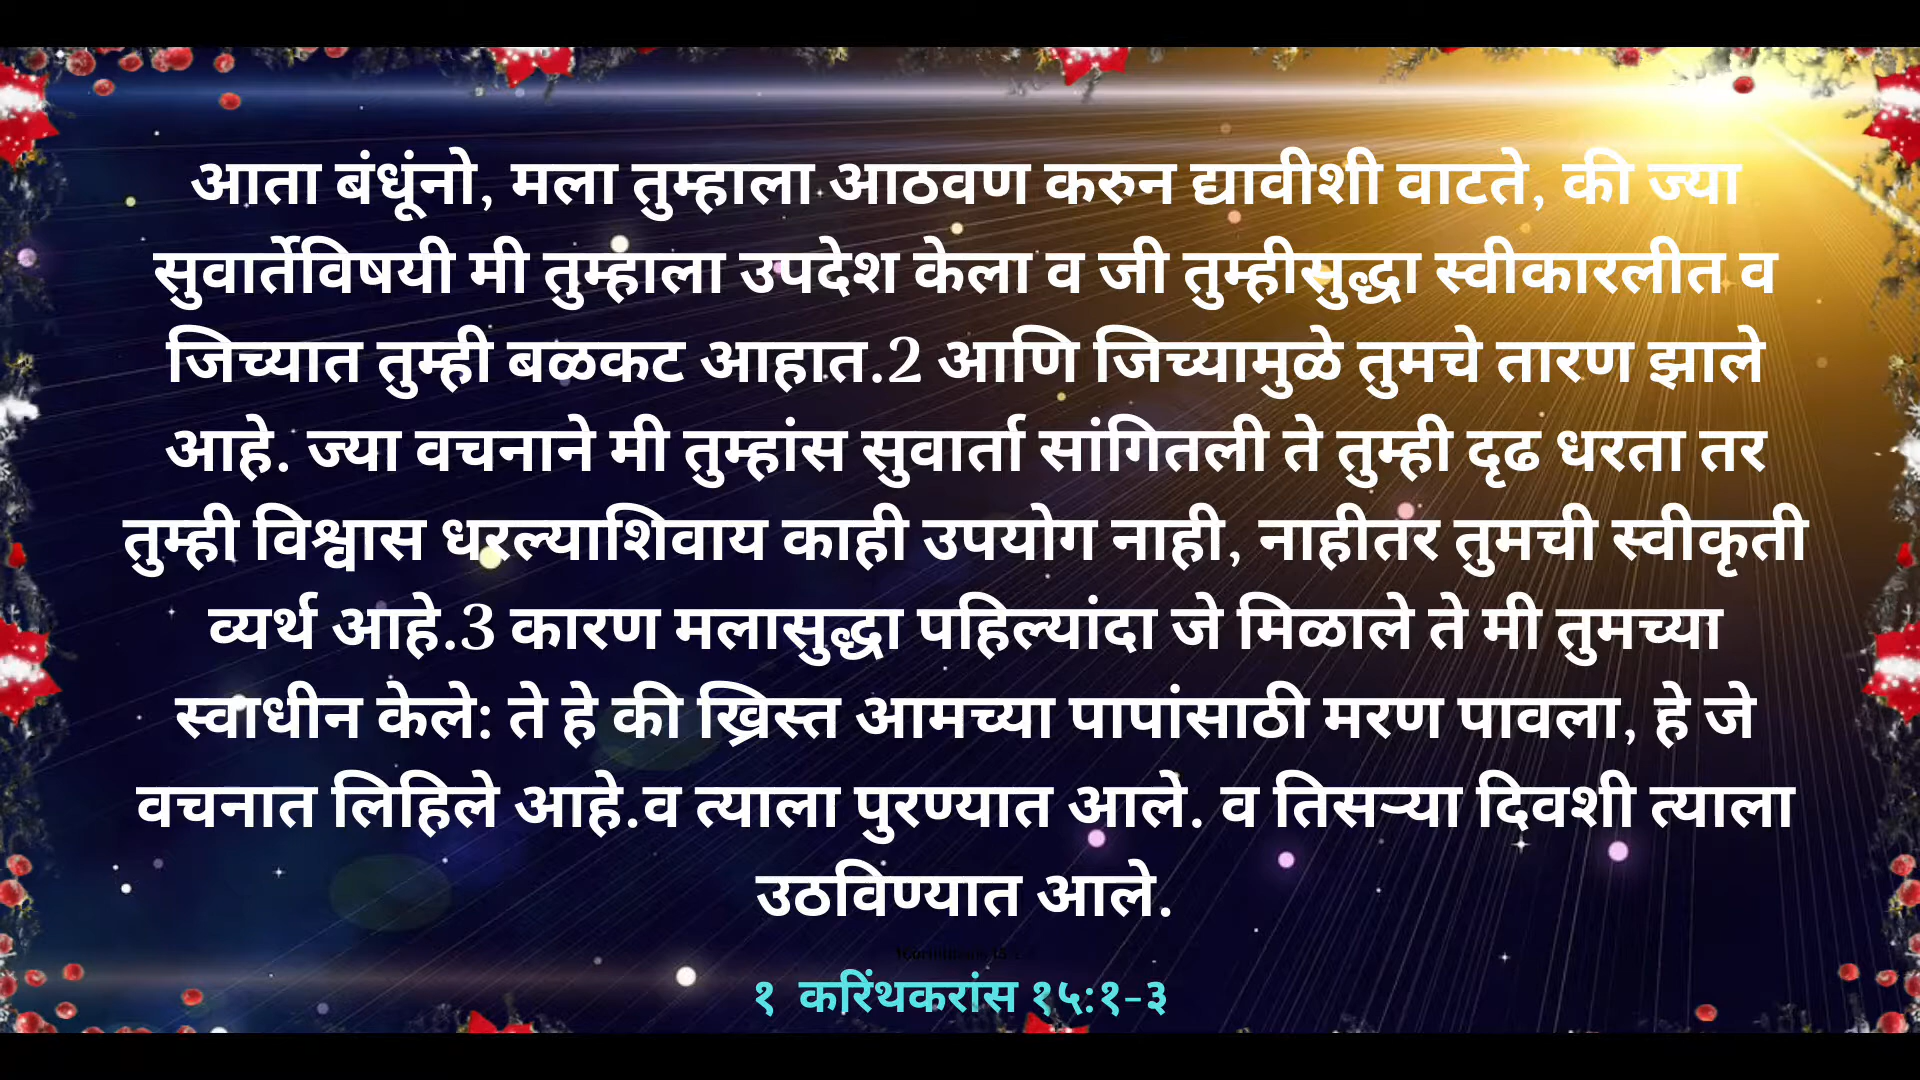 आता बंधूंनो, मला तुम्हाला आठवण करुन द्यावीशी वाटते, की ज्या
सुवार्तेविषयी मी तुम्हाला उपदेश केला व जी तुम्हीसुद्धा स्वीकारलीत व
जिच्यात तुम्ही बळकट आहात.2 आणि जिच्यामुळे तुमचे तारण झाले
आहे. ज्या वचनाने मी तुम्हांस सुवार्ता सांगितली ते तुम्ही दृढ धरता तर
तुम्ही विश्वास धरल्याशिवाय काही उपयोग नाही, नाहीतर तुमची स्वीकृती
व्यर्थ आहे.3 कारण मलासुद्धा पहिल्यांदा जे मिळाले ते मी तुमच्या
स्वाधीन केले: ते हे की ख्रिस्त आमच्या पापांसाठी मरण पावला, हे जे
वचनात लिहिले आहे.व त्याला पुरण्यात आले. व तिसऱ्या दिवशी त्याला
उठविण्यात आले.
१ करिंथकरांस १५:१-३